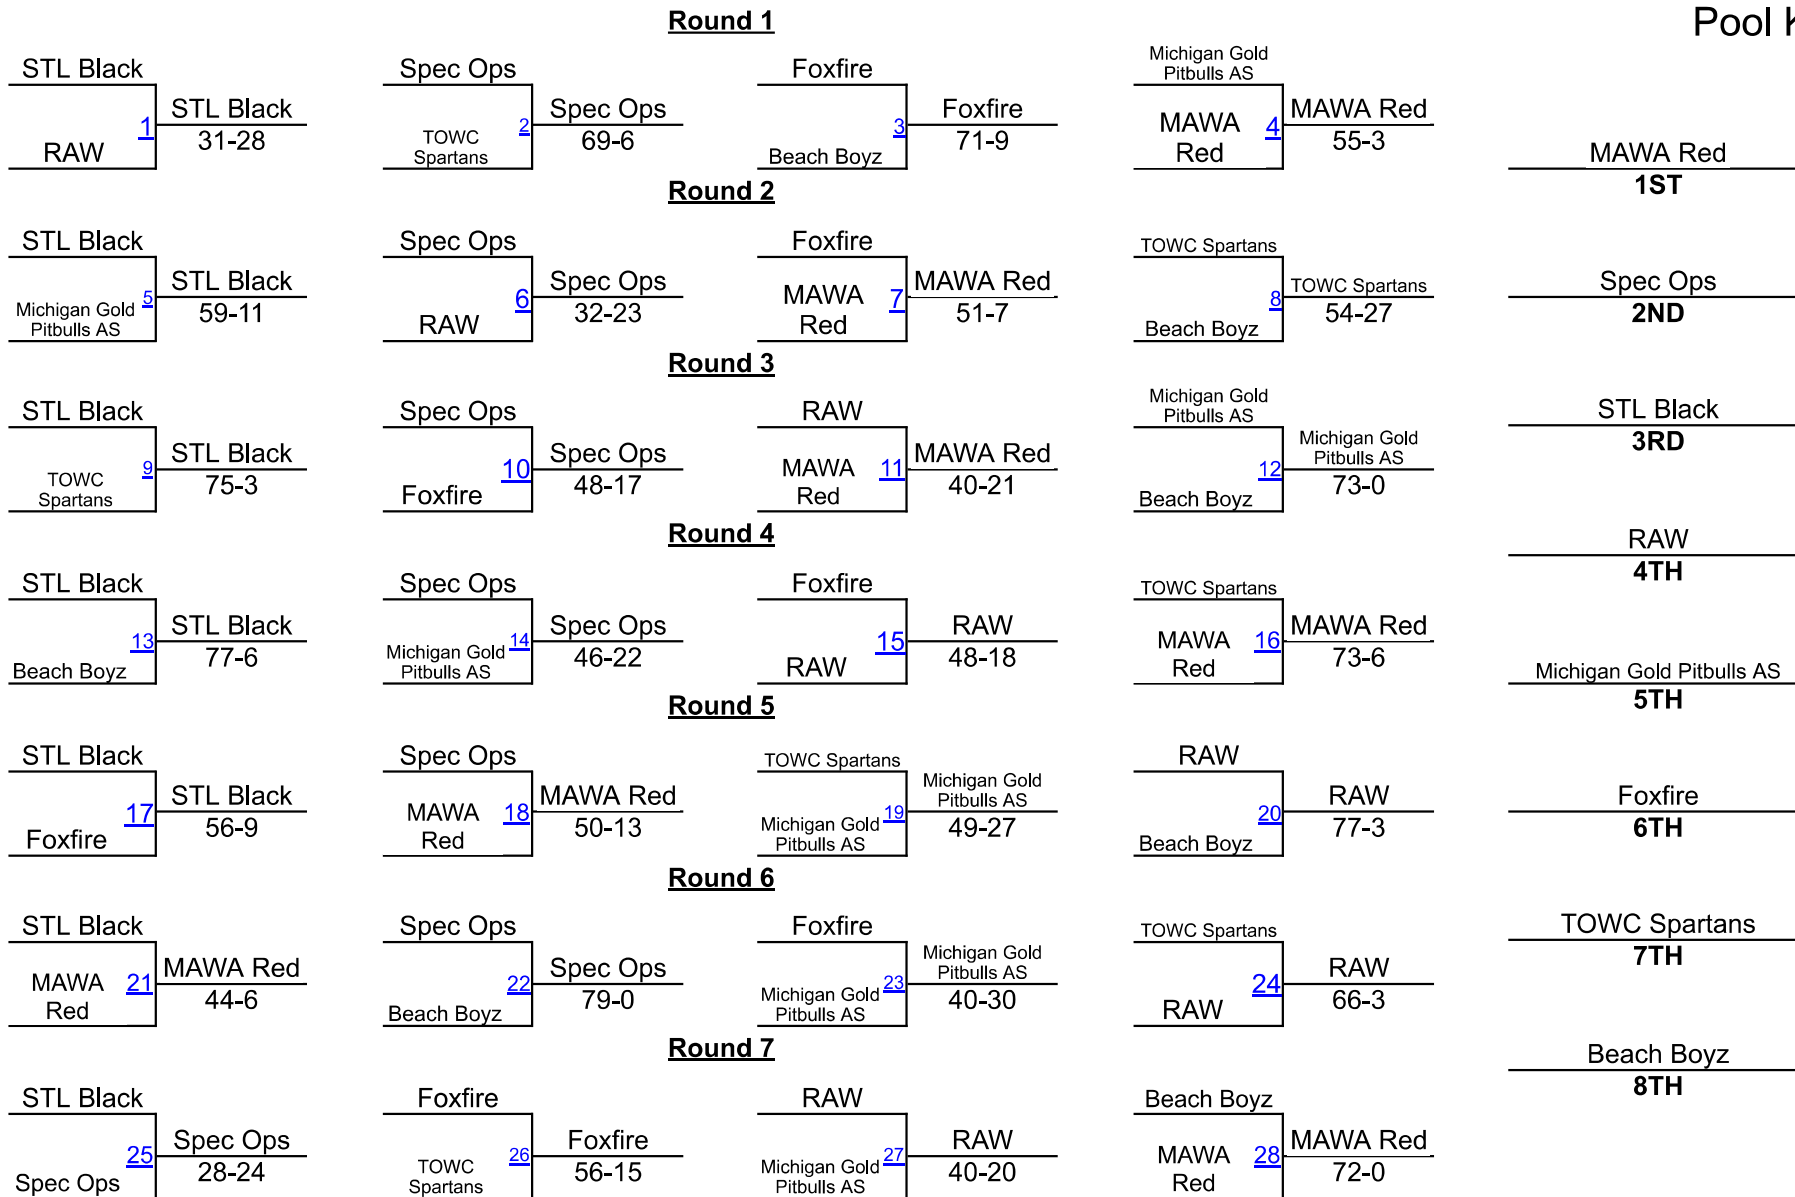 Round 1
Pool K
STL Black
RAW
1
STL Black
31-28
Spec Ops
TOWC
Spartans
2
Spec Ops
69-6
Foxfire
Beach Boyz
3
Foxfire
71-9
Michigan Gold
Pitbulls AS
MAWA
Red
4
MAWA Red
55-3
MAWA Red
1ST
Round 2
STL Black
Michigan Gold
Pitbulls AS
5
STL Black
59-11
Spec Ops
RAW
6
Spec Ops
32-23
Foxfire
MAWA
Red
7
MAWA Red
51-7
TOWC Spartans
Beach Boyz
8
TOWC Spartans
54-27
Spec Ops
2ND
Round 3
STL Black
TOWC
Spartans
9
STL Black
75-3
Spec Ops
Foxfire
10
Spec Ops
48-17
RAW
MAWA
Red
11
MAWA Red
40-21
Michigan Gold
Pitbulls AS
Beach Boyz
12
Michigan Gold
Pitbulls AS
73-0
STL Black
3RD
Round 4
STL Black
Beach Boyz
13
STL Black
77-6
Spec Ops
Michigan Gold
Pitbulls AS
14
Spec Ops
46-22
Foxfire
RAW
15
RAW
48-18
TOWC Spartans
MAWA
Red
16
MAWA Red
73-6
RAW
4TH
Michigan Gold Pitbulls AS
5TH
Round 5
STL Black
Foxfire
17
STL Black
56-9
Spec Ops
MAWA
Red
18
MAWA Red
50-13
TOWC Spartans
Michigan Gold
Pitbulls AS
19
Michigan Gold
Pitbulls AS
49-27
RAW
Beach Boyz
20
RAW
77-3
Foxfire
6TH
Round 6
STL Black
MAWA
Red
21
MAWA Red
44-6
Spec Ops
Beach Boyz
22
Spec Ops
79-0
Foxfire
Michigan Gold
Pitbulls AS
23
Michigan Gold
Pitbulls AS
40-30
TOWC Spartans
RAW
24
RAW
66-3
TOWC Spartans
7TH
Round 7
STL Black
Spec Ops
25
Spec Ops
28-24
Foxfire
TOWC
Spartans
26
Foxfire
56-15
RAW
Michigan Gold
Pitbulls AS
27
RAW
40-20
Beach Boyz
MAWA
Red
28
MAWA Red
72-0
Beach Boyz
8TH